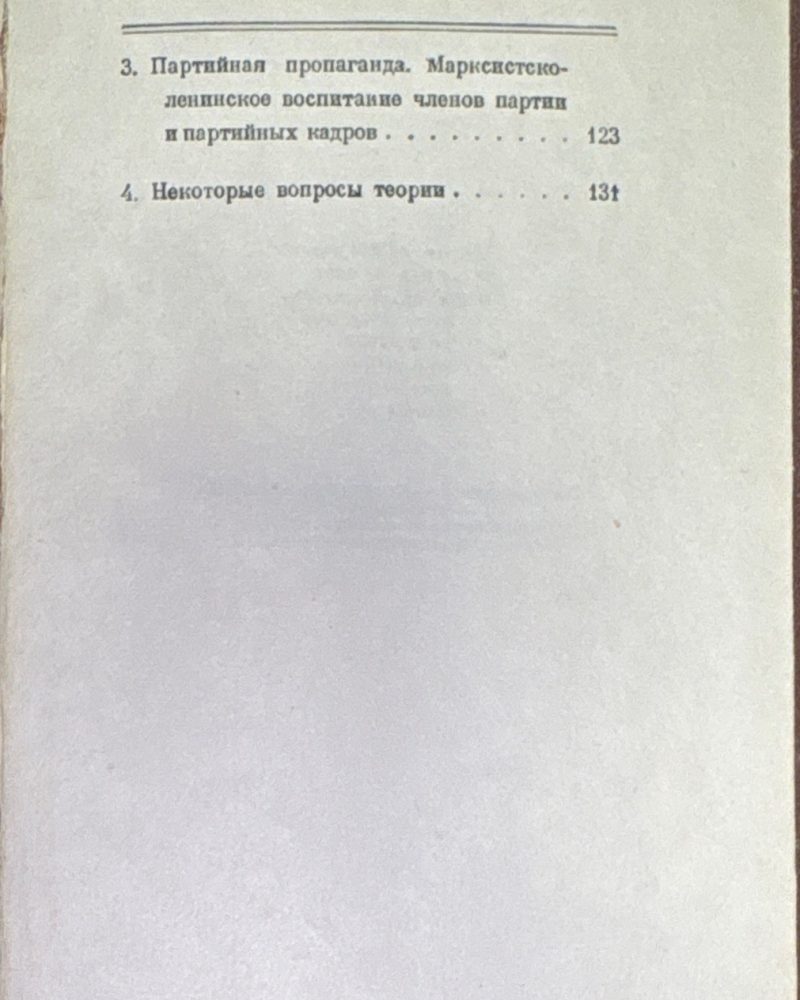 3. Партийная пропаганда. Марксистско-
ленинское воспитание членов партии
и партийных кадров . . . . . . . . . 123
4. Некоторые вопросы теории . . . . . . 131